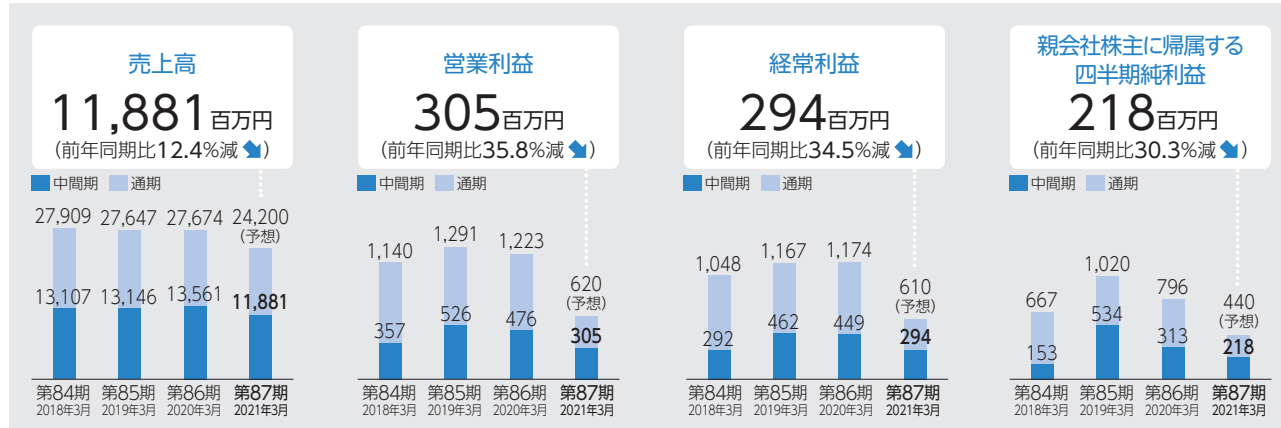 売上高
11,881百万円
(前年同期比12.4%減)
中間期 通期
27,909 27,647 27,674 24,200
(予想)
13,107 13,146 13,561 11,881
第84期 第85期 第86期 第87期
2018年3月 2019年3月 2020年3月 2021年3月
営業利益
305百万円
(前年同期比35.8%減)
中間期 通期
1,140 1,291 1,223 620
(予想)
357 526 476 305
第84期 第85期 第86期 第87期
2018年3月 2019年3月 2020年3月 2021年3月
経常利益
294百万円
(前年同期比34.5%減)
中間期 通期
1,048 1,167 1,174 610
(予想)
292 462 449 294
第84期 第85期 第86期 第87期
2018年3月 2019年3月 2020年3月 2021年3月
親会社株主に帰属する
四半期純利益
218百万円
(前年同期比30.3%減)
中間期 通期
667 1,020 796 440
(予想)
153 534 313 218
第84期 第85期 第86期 第87期
2018年3月 2019年3月 2020年3月 2021年3月